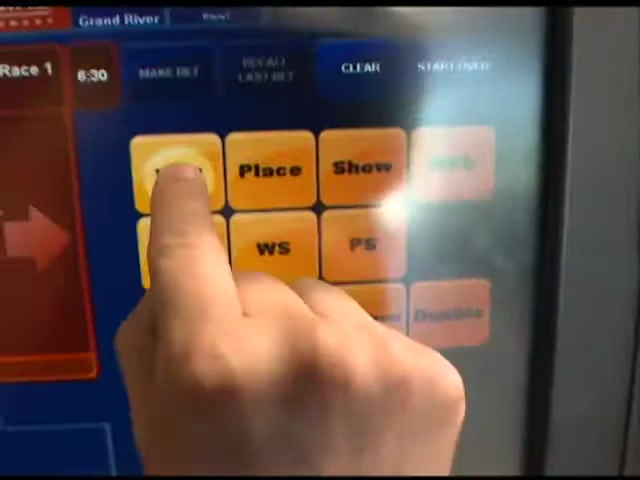 Grand River
Race 1
6:30
MAKE BET
RECALL
LAST BET
CLEAR
START OVER
Place
Show
WS
PS
Double